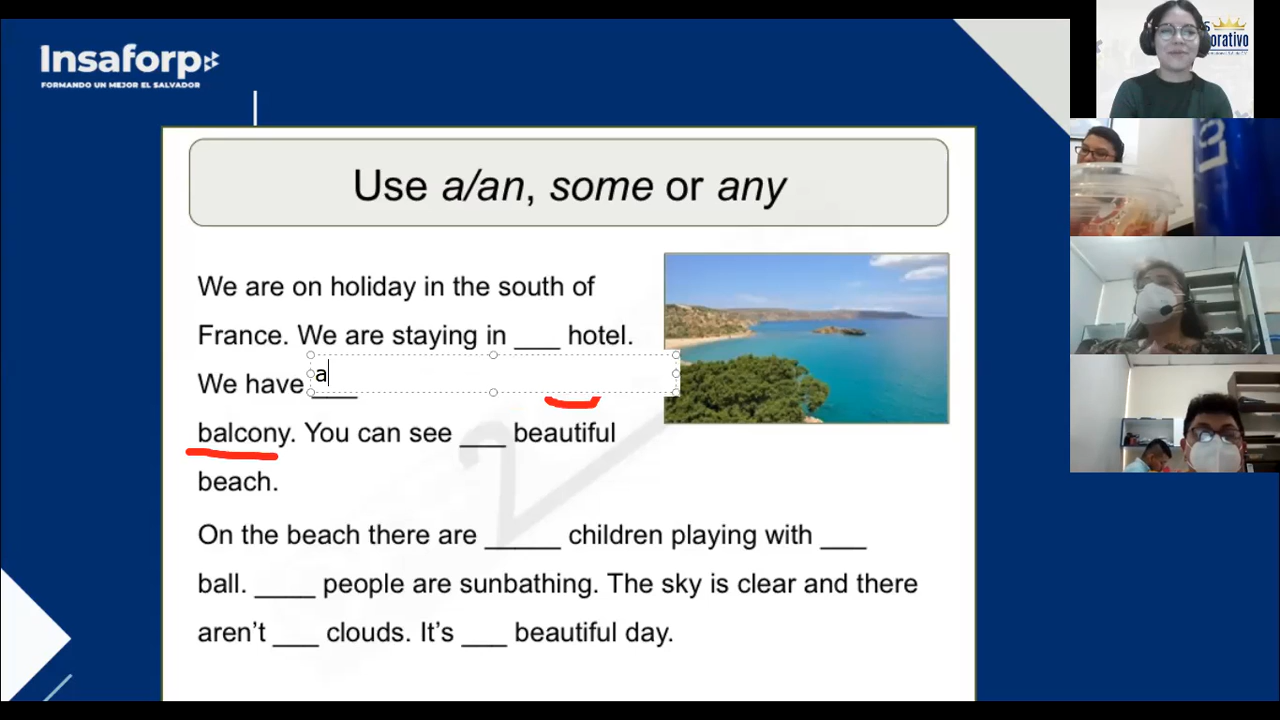 Insaforp
FORMANDO UN MEJOR EL SALVADOR
orativo
Use a/an, some or any
We are on holiday in the south of
France. We are staying in ___ hotel.
We have a ___
balcony. You can see ___ beautiful
beach.
On the beach there are _____ children playing with ___
ball. ____ people are sunbathing. The sky is clear and there
aren't ___ clouds. It's ___ beautiful day.